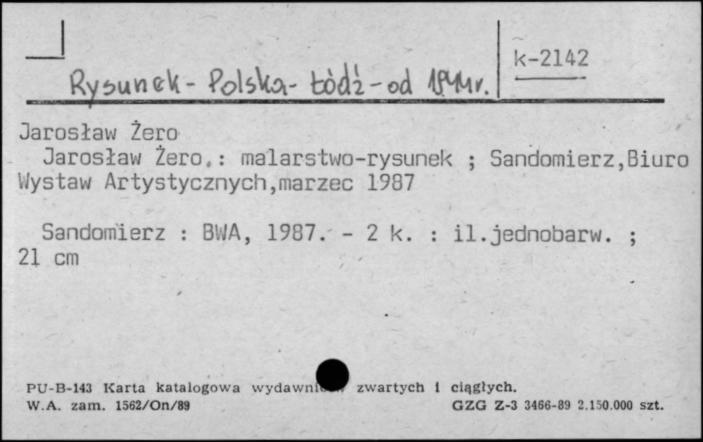 k-2142
Rysunek - Polska - Łódź - od 1944r.
Jarosław Żero
Jarosław Żero.: malarstwo-rysunek ; Sandomierz,Biuro
Wystaw Artystycznych,marzec 1987
Sandomierz : BWA, 1987. - 2 k. : il.jednobarw. ;
21 cm
PU-B-143 Karta katalogowa zwartych i ciągłych.
W.A. zam. 1562/On/89 GZG Z-3 3466-89 2.150.000 szt.